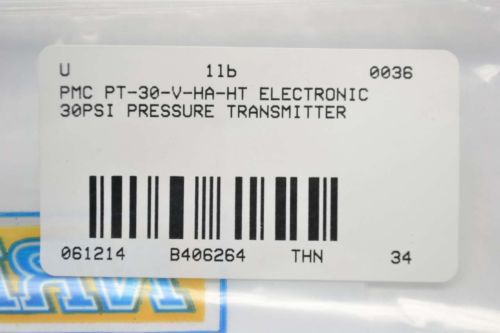 U 1lb 0036
PMC PT-30-V-HA-HT ELECTRONIC
30PSI PRESSURE TRANSMITTER
061214 B406264 THN 34